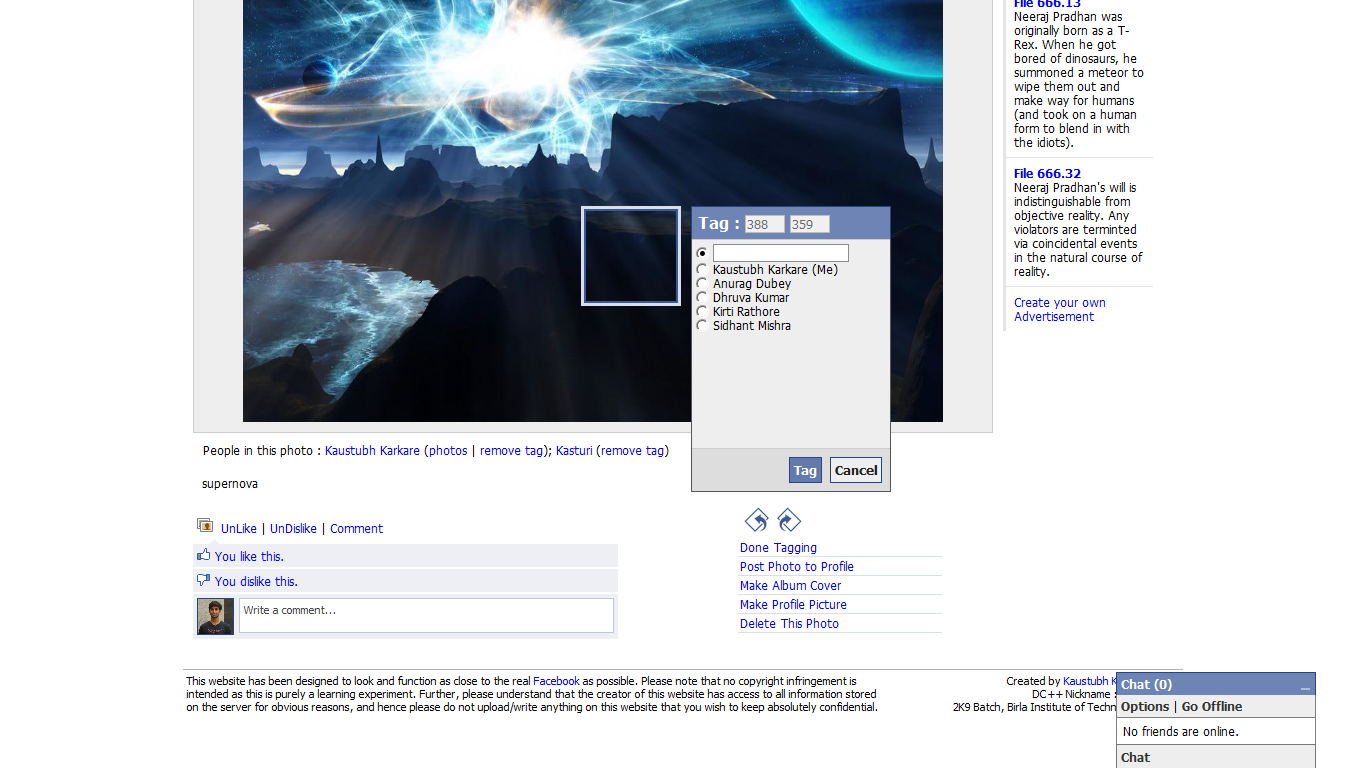 File 666.13
Neeraj Pradhan was
originally born as a T-
Rex. When he got
bored of dinosaurs, he
summoned a meteor to
wipe them out and
make way for humans
(and took on a human
form to blend in with
the idiots).
File 666.32
Neeraj Pradhan's will is
indistinguishable from
objective reality. Any
violators are terminted
via coincidental events
in the natural course of
reality.
Create your own
Advertisement
Tag : 388 359
Kaustubh Karkare (Me)
Anurag Dubey
Dhruva Kumar
Kirti Rathore
Sidhant Mishra
Tag Cancel
People in this photo : Kaustubh Karkare (photos | remove tag); Kasturi (remove tag)
supernova
UnLike | UnDislike | Comment
You like this.
You dislike this.
Write a comment...
Done Tagging
Post Photo to Profile
Make Album Cover
Make Profile Picture
Delete This Photo
This website has been designed to look and function as close to the real Facebook as possible. Please note that no copyright infringement is
intended as this is purely a learning experiment. Further, please understand that the creator of this website has access to all information stored
on the server for obvious reasons, and hence please do not upload/write anything on this website that you wish to keep absolutely confidential.
Created by Kaustubh K
DC++ Nickname :
2K9 Batch, Birla Institute of Techn
Chat (0)
Options | Go Offline
No friends are online.
Chat